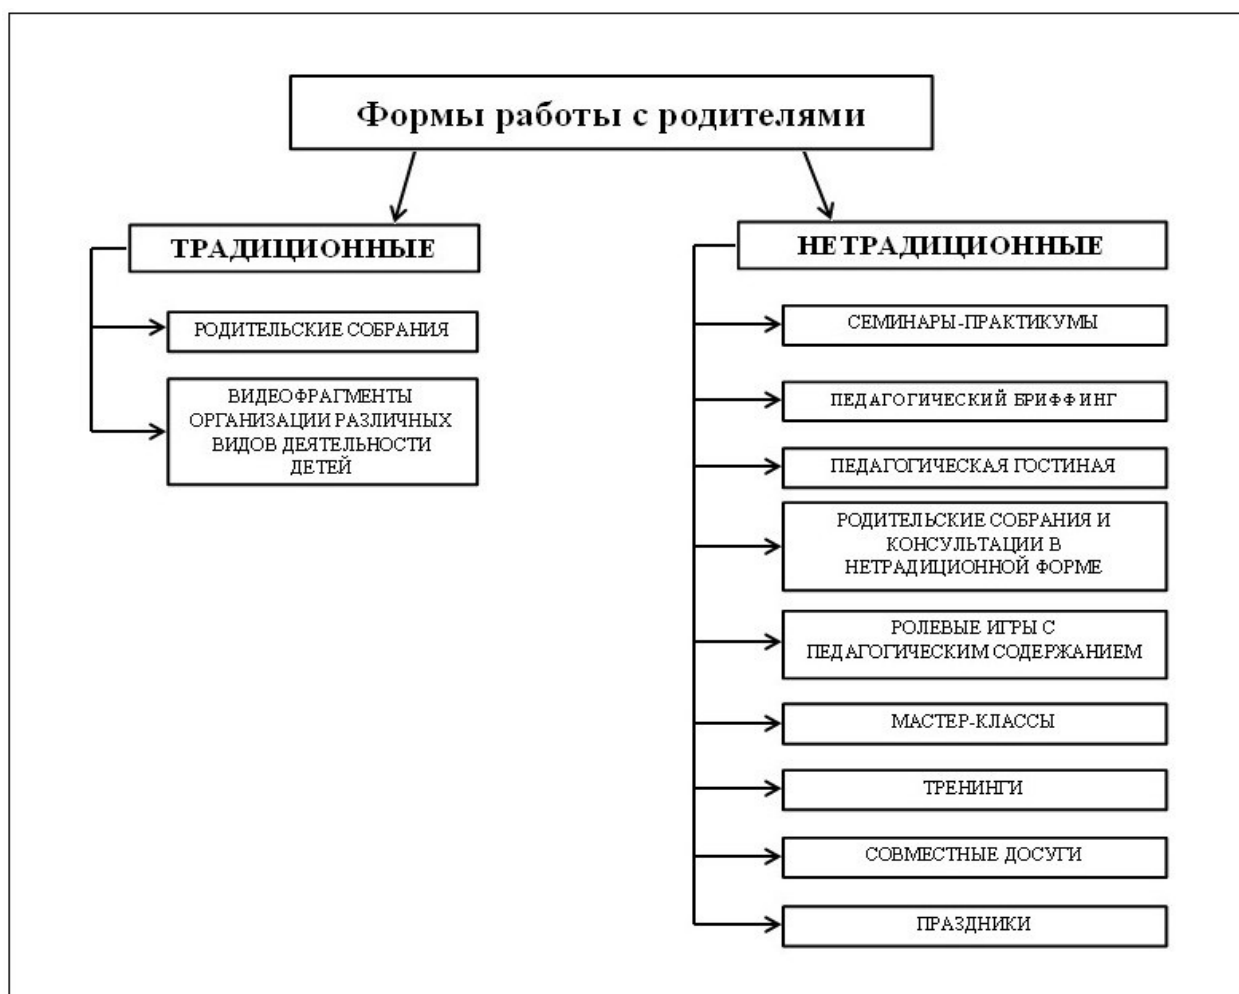 Формы работы с родителями
ТРАДИЦИОННЫЕ
РОДИТЕЛЬСКИЕ СОБРАНИЯ
ВИДЕОФРАГМЕНТЫ
ОРГАНИЗАЦИИ РАЗЛИЧНЫХ
ВИДОВ ДЕЯТЕЛЬНОСТИ
ДЕТЕЙ
НЕТРАДИЦИОННЫЕ
СЕМИНАРЫ-ПРАКТИКУМЫ
ПЕДАГОГИЧЕСКИЙ БРИФФИНГ
ПЕДАГОГИЧЕСКАЯ ГОСТИНАЯ
РОДИТЕЛЬСКИЕ СОБРАНИЯ И
КОНСУЛЬТАЦИИ В
НЕТРАДИЦИОННОЙ ФОРМЕ
РОЛЕВЫЕ ИГРЫ С
ПЕДАГОГИЧЕСКИМ СОДЕРЖАНИЕМ
МАСТЕР-КЛАССЫ
ТРЕНИНГИ
СОВМЕСТНЫЕ ДОСУГИ
ПРАЗДНИКИ